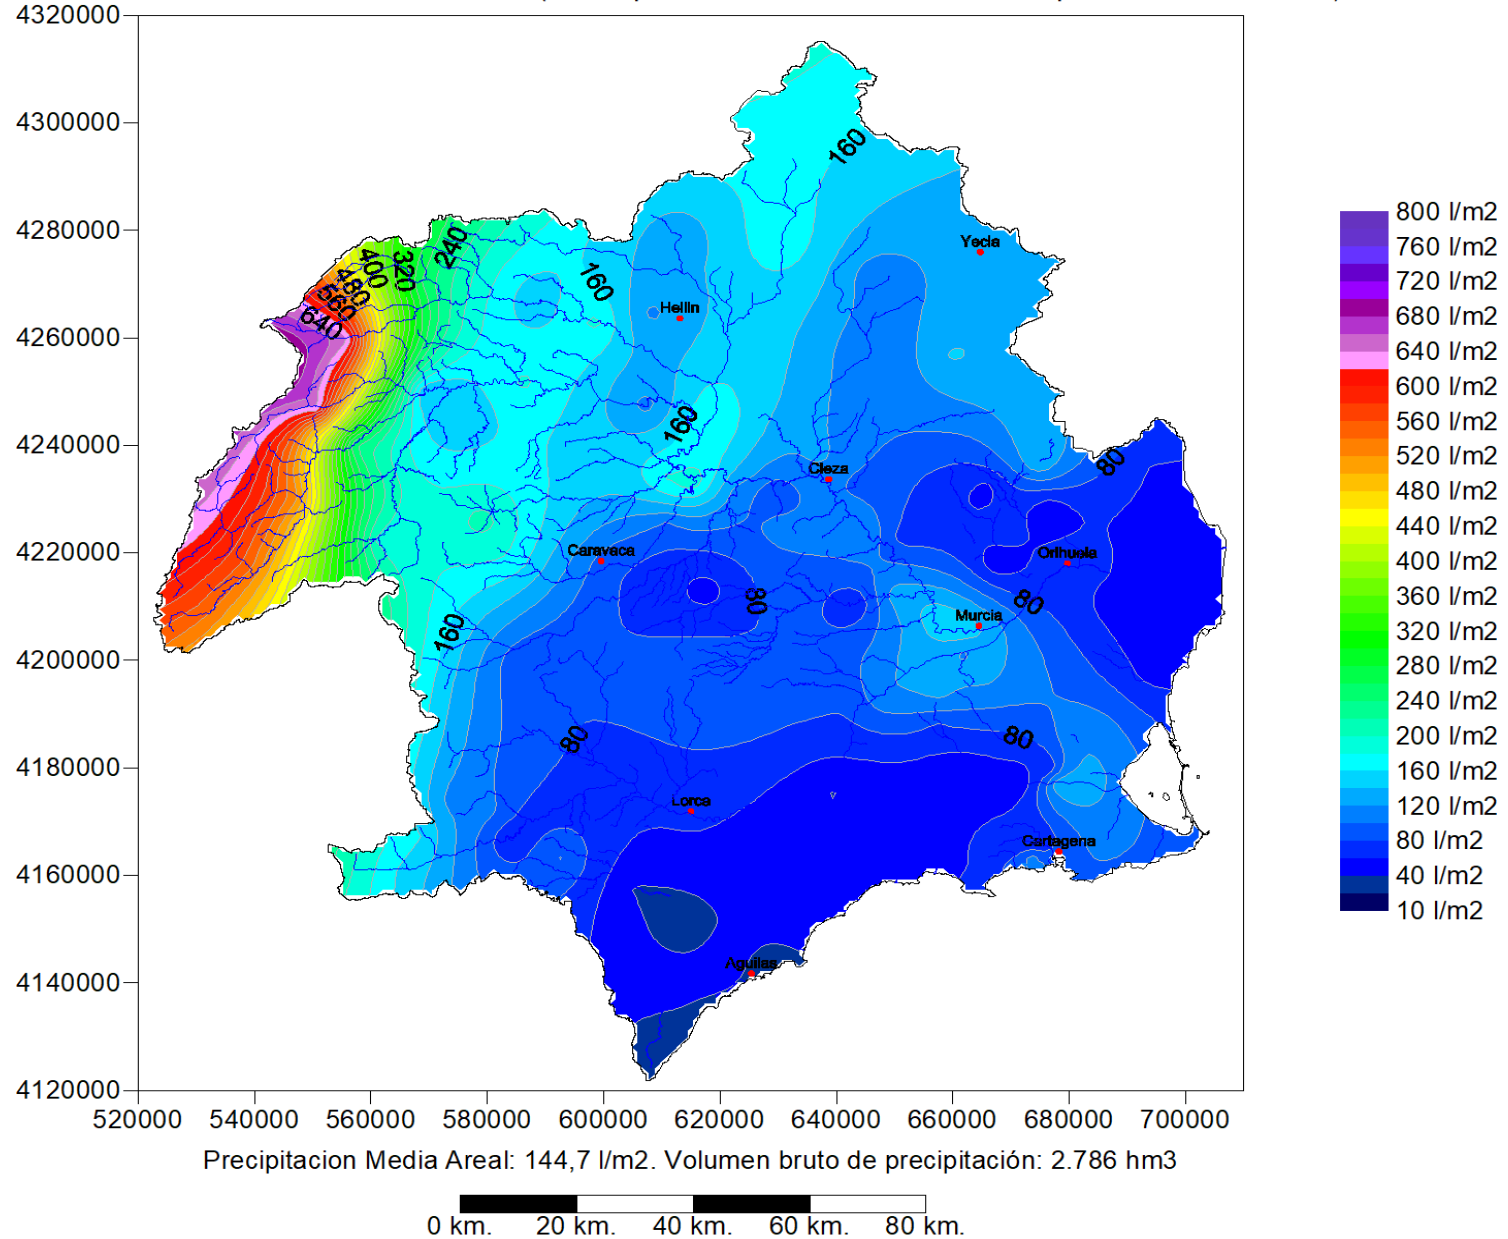 4320000
4300000
4280000
4260000
4240000
4220000
4200000
4180000
4160000
4140000
4120000
520000 540000 560000 580000 600000 620000 640000 660000 680000 700000
160
Yecla
240
320
400
480
560
640
160
Hellin
160
Cieza
80
Caravaca
Orihuela
80
80
Murcia
160
80
80
Lorca
Cartagena
Aguilas
800 l/m2
760 l/m2
720 l/m2
680 l/m2
640 l/m2
600 l/m2
560 l/m2
520 l/m2
480 l/m2
440 l/m2
400 l/m2
360 l/m2
320 l/m2
280 l/m2
240 l/m2
200 l/m2
160 l/m2
120 l/m2
80 l/m2
40 l/m2
10 l/m2
Precipitacion Media Areal: 144,7 l/m2. Volumen bruto de precipitación: 2.786 hm3
0 km. 20 km. 40 km. 60 km. 80 km.